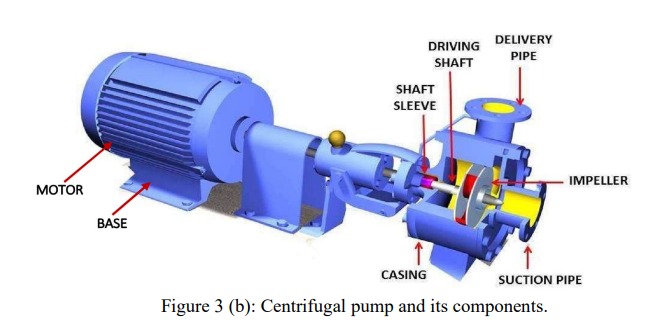 DELIVERY
PIPE
DRIVING
SHAFT
SHAFT
SLEEVE
IMPELLER
MOTOR
BASE
CASING
SUCTION PIPE
Figure 3 (b): Centrifugal pump and its components.